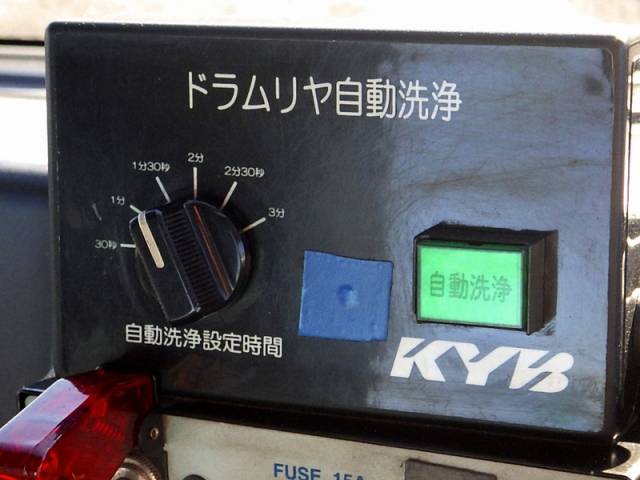 ドラムリヤ自動洗浄
30秒
1分
1分30秒
2分
2分30秒
3分
自動洗浄
自動洗浄設定時間
KYB
FUSE 15A